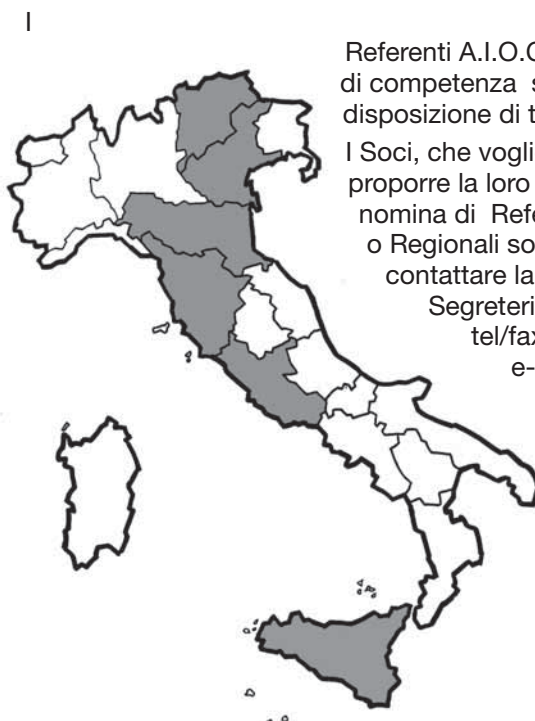 I
Referenti A.I.O.C
di competenza s
disposizione di t
I Soci, che vogli
proporre la loro
nomina di Refe
o Regionali so
contattare la
Segreteri
tel/fax
e-